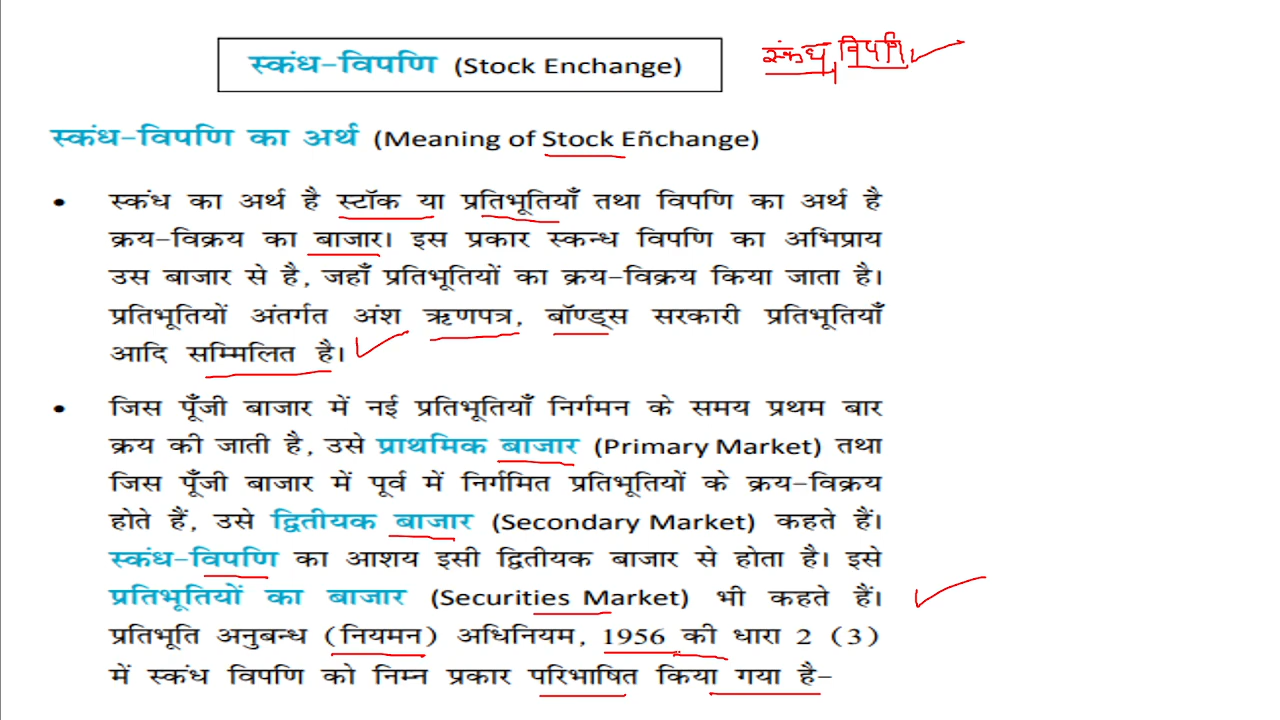 स्कंध-विपणि (Stock Enchange)
स्कंध विपणि
स्कंध-विपणि का अर्थ (Meaning of Stock Eñchange)
• स्कंध का अर्थ है स्टॉक या प्रतिभूतियाँ तथा विपणि का अर्थ है
क्रय-विक्रय का बाजार। इस प्रकार स्कन्ध विपणि का अभिप्राय
उस बाजार से है, जहाँ प्रतिभूतियों का क्रय-विक्रय किया जाता है।
प्रतिभूतियों अंतर्गत अंश ऋणपत्र, बॉण्ड्स सरकारी प्रतिभूतियाँ
आदि सम्मिलित है।
• जिस पूँजी बाजार में नई प्रतिभूतियाँ निर्गमन के समय प्रथम बार
क्रय की जाती है, उसे प्राथमिक बाजार (Primary Market) तथा
जिस पूँजी बाजार में पूर्व में निर्गमित प्रतिभूतियों के क्रय-विक्रय
होते हैं, उसे द्वितीयक बाजार (Secondary Market) कहते हैं।
स्कंध-विपणि का आशय इसी द्वितीयक बाजार से होता है। इसे
प्रतिभूतियों का बाजार (Securities Market) भी कहते हैं।
प्रतिभूति अनुबन्ध (नियमन) अधिनियम, 1956 की धारा 2 (3)
में स्कंध विपणि को निम्न प्रकार परिभाषित किया गया है-